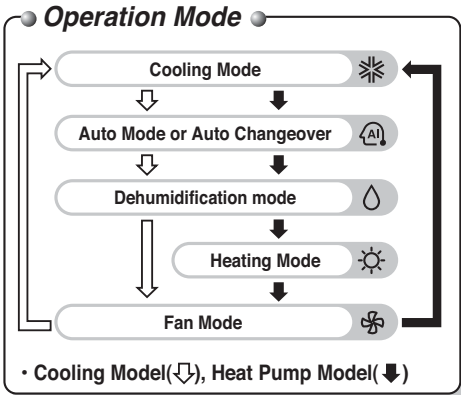 Operation Mode
Cooling Mode
Auto Mode or Auto Changeover
AI
Dehumidification mode
Heating Mode
Fan Mode
• Cooling Model(⇩), Heat Pump Model(🡇)